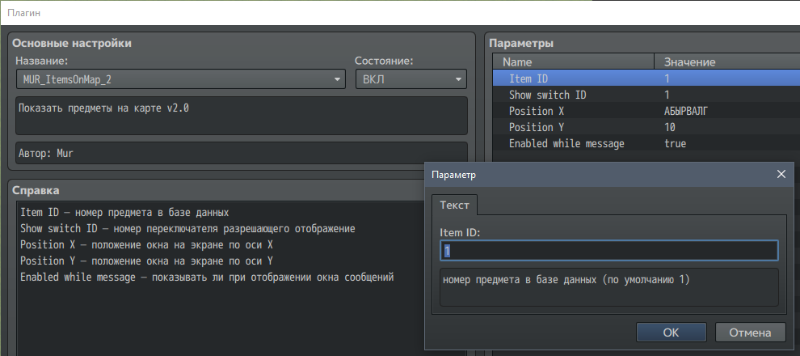 Плагин
Основные настройки
Название:
Состояние:
MUR_ItemsOnMap_2
ВКЛ
Показать предметы на карте v2.0
Автор: Mur
Справка
Item ID – номер предмета в базе данных
Show switch ID – номер переключателя разрешающего отображение
Position X – положение окна на экране по оси X
Position Y – положение окна на экране по оси Y
Enabled while message – показывать ли при отображении окна сообщений
Параметры
Name Значение
Item ID 1
Show switch ID 1
Position X АБЫРВАЛГ
Position Y 10
Enabled while message true
Параметр
Текст
Item ID:
1
номер предмета в базе данных (по умолчанию 1)
OK Отмена